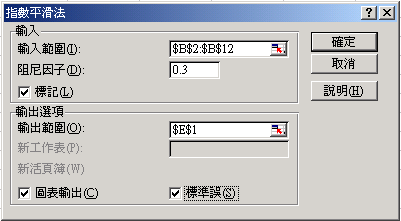 指數平滑法
輸入
輸入範圍(I):
$B$2:$B$12
阻尼因子(D):
0.3
標記(L)
輸出選項
輸出範圍(O):
$E$1
新工作表(P):
新活頁簿(W)
圖表輸出(C)
標準誤(S)
確定
取消
說明(H)